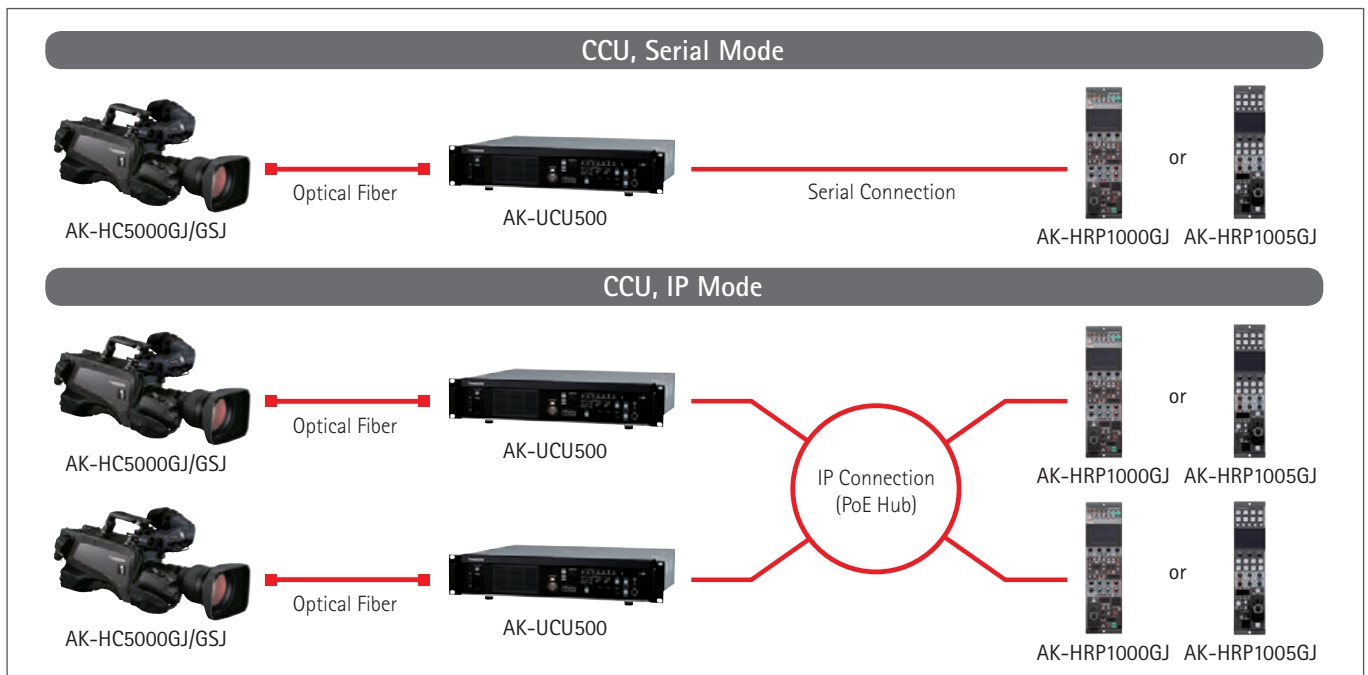 CCU, Serial Mode
or
Optical Fiber
Serial Connection
AK-HC5000GJ/GSJ
AK-UCU500
AK-HRP1000GJ AK-HRP1005GJ
CCU, IP Mode
or
Optical Fiber
AK-HC5000GJ/GSJ
AK-UCU500
IP Connection
(PoE Hub)
AK-HRP1000GJ AK-HRP1005GJ
or
Optical Fiber
AK-HC5000GJ/GSJ
AK-UCU500
AK-HRP1000GJ AK-HRP1005GJ